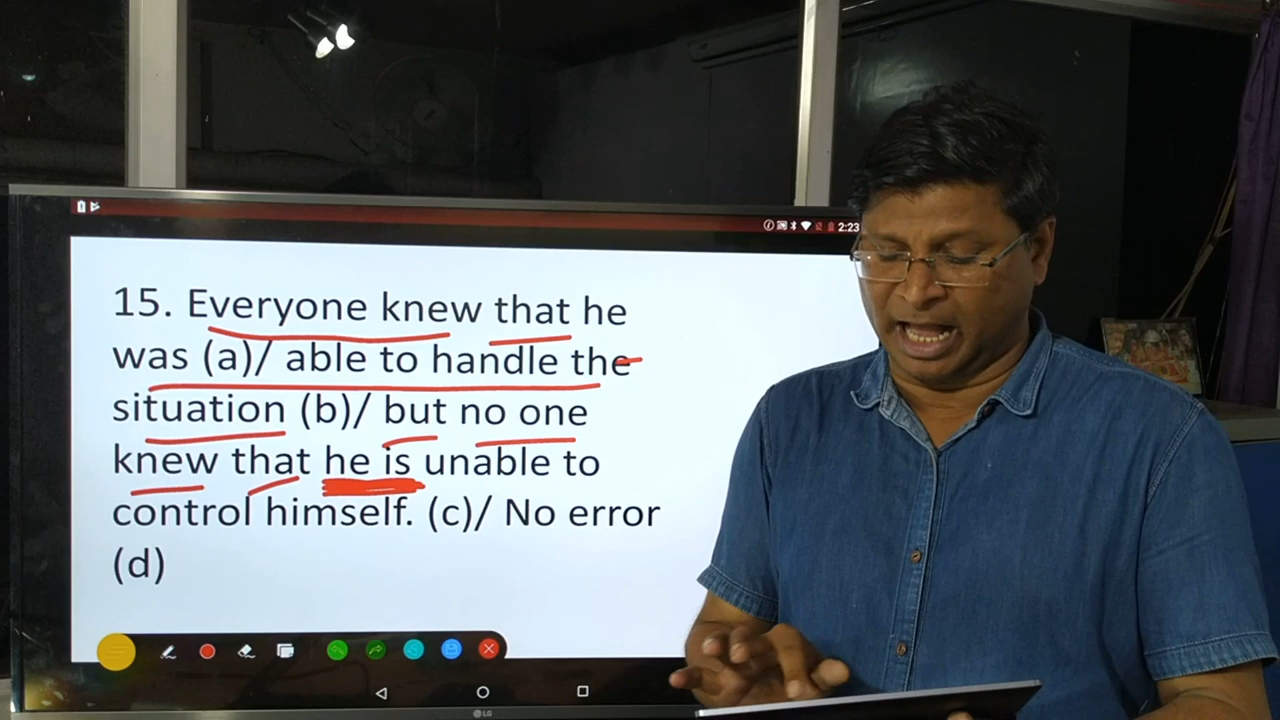 2:23
15. Everyone knew that he
was (a)/ able to handle the
situation (b)/ but no one
knew that he is unable to
control himself. (c)/ No error
(d)
LG